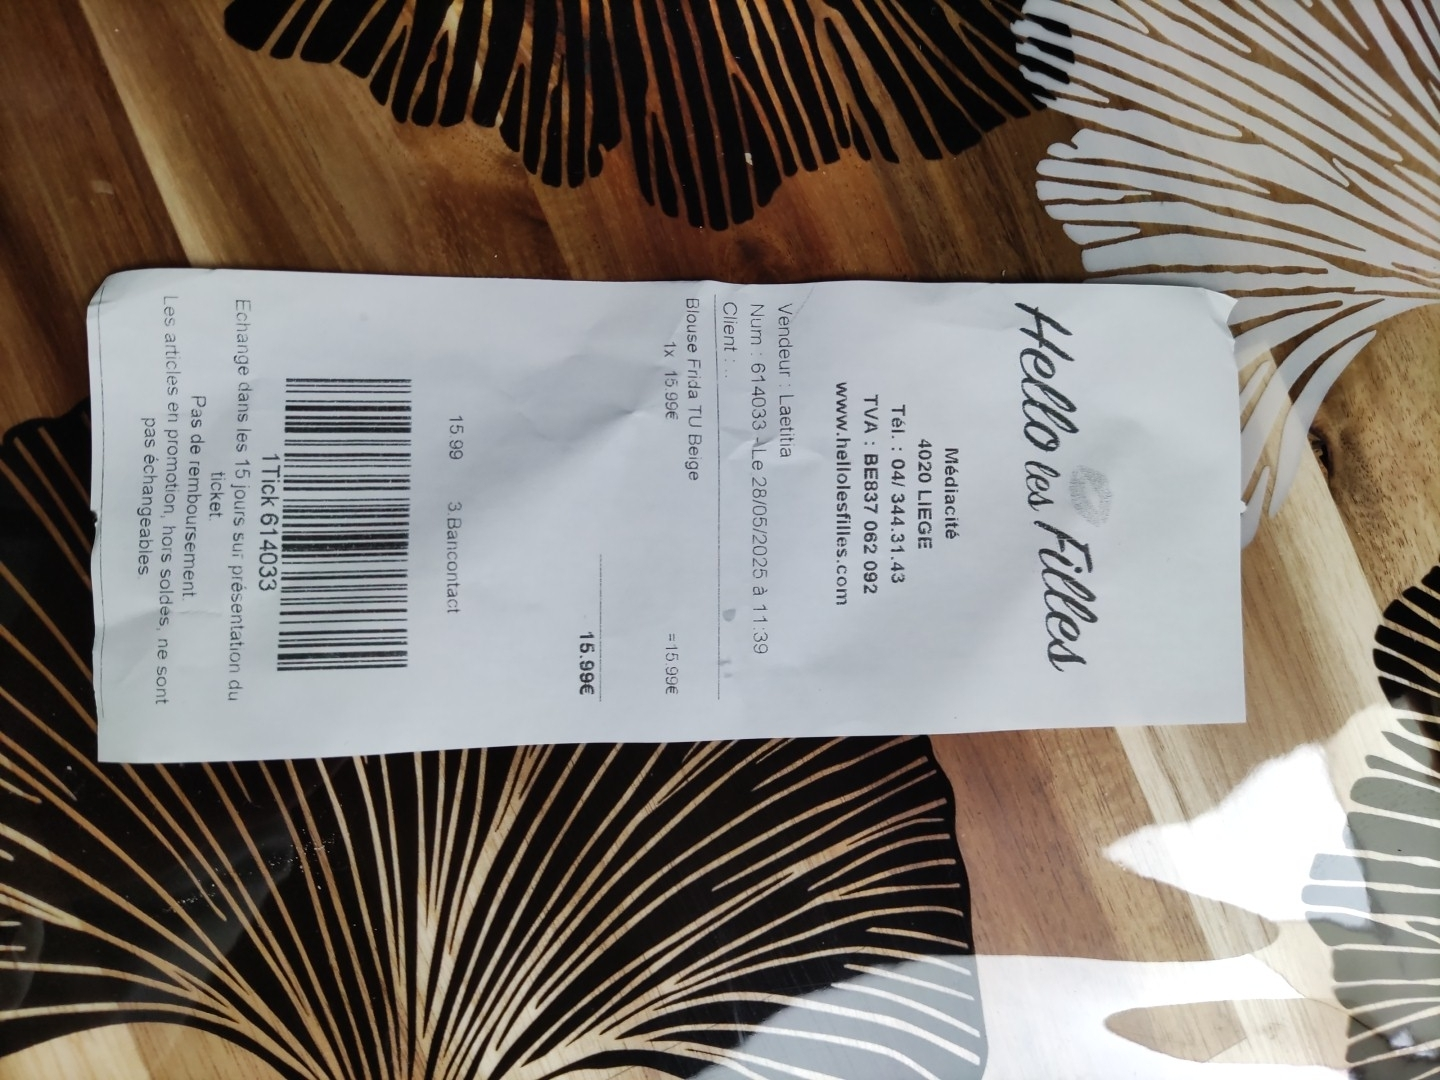 Hello les Filles
Médiacité
4020 LIEGE
Tél. : 04/ 344.31.43
TVA : BE837 062 092
www.hellolesfilles.com
Vendeur : Laetitia
Num : 614033 - Le 28/05/2025 à 11:39
Client : ..
Blouse Frida TU Beige
1x 15.99€ =15.99€
15.99€
15.99 3.Bancontact
1Tick 614033
Echange dans les 15 jours sur présentation du
ticket.
Pas de remboursement.
Les articles en promotion, hors soldes, ne sont
pas échangeables.